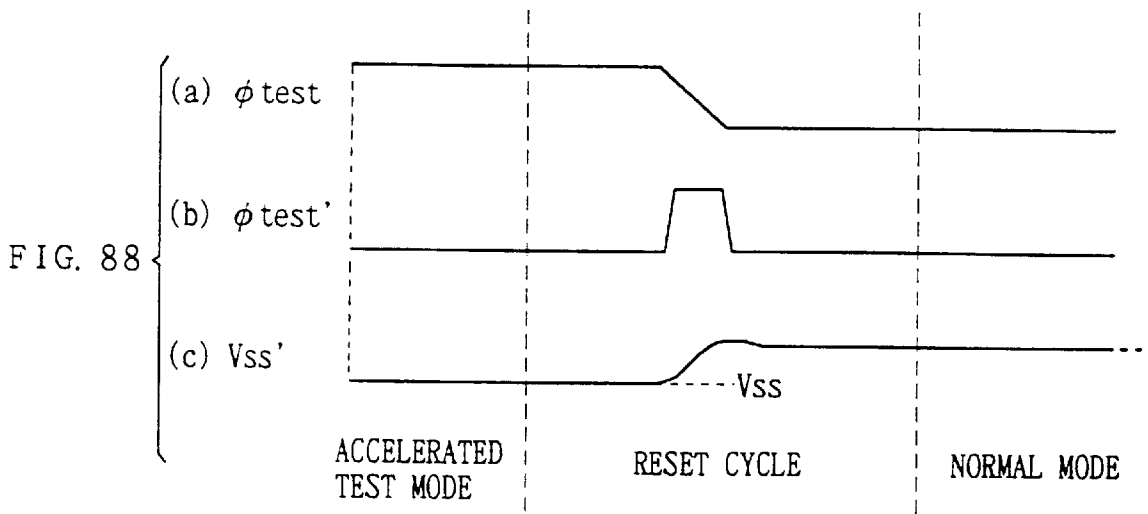 (a) φtest
(b) φtest'
FIG. 88
(c) Vss'
Vss
ACCELERATED
TEST MODE
RESET CYCLE
NORMAL MODE